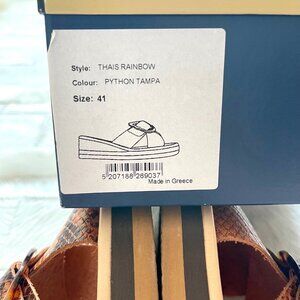 Style: THAIS RAINBOW
Colour: PYTHON TAMPA
Size: 41
5 207186 269037
Made in Greece